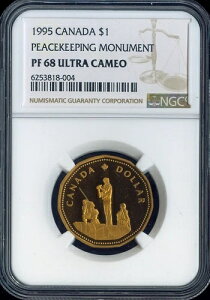 1995 CANADA $1
PEACEKEEPING MONUMENT
PF 68 ULTRA CAMEO
6253818-004
NUMISMATIC GUARANTY CORPORATION
NGC
CANADA DOLLAR